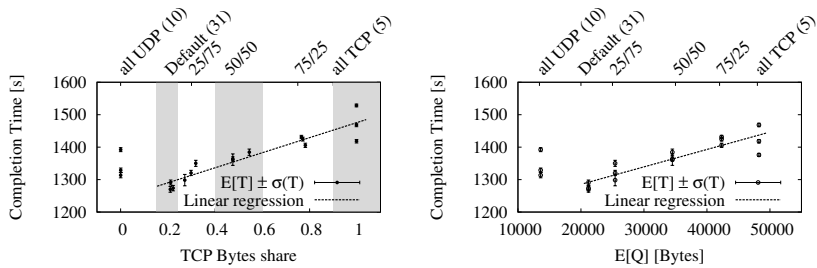 all UDP (10)
Default (31)
25/75
50/50
75/25
all TCP (5)
Completion Time [s]
1600
1500
1400
1300
1200
E[T] ± σ(T)
Linear regression
0 0.2 0.4 0.6 0.8 1
TCP Bytes share
all UDP (10)
Default (31)
25/75
50/50
75/25
all TCP (5)
Completion Time [s]
1600
1500
1400
1300
1200
E[T] ± σ(T)
Linear regression
10000 20000 30000 40000 50000
E[Q] [Bytes]